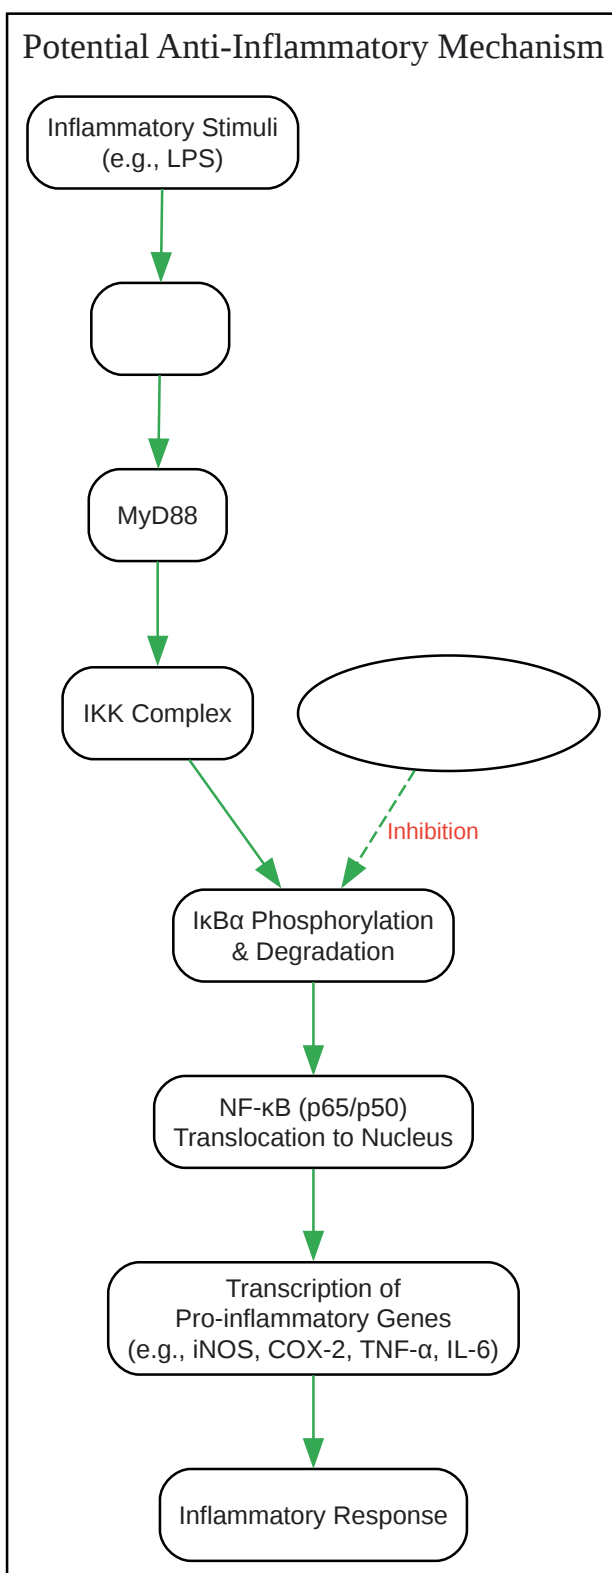 Potential Anti-Inflammatory Mechanism
Inflammatory Stimuli
(e.g., LPS)
MyD88
IKK Complex
Inhibition
IκBα Phosphorylation
& Degradation
NF-κB (p65/p50)
Translocation to Nucleus
Transcription of
Pro-inflammatory Genes
(e.g., iNOS, COX-2, TNF-α, IL-6)
Inflammatory Response